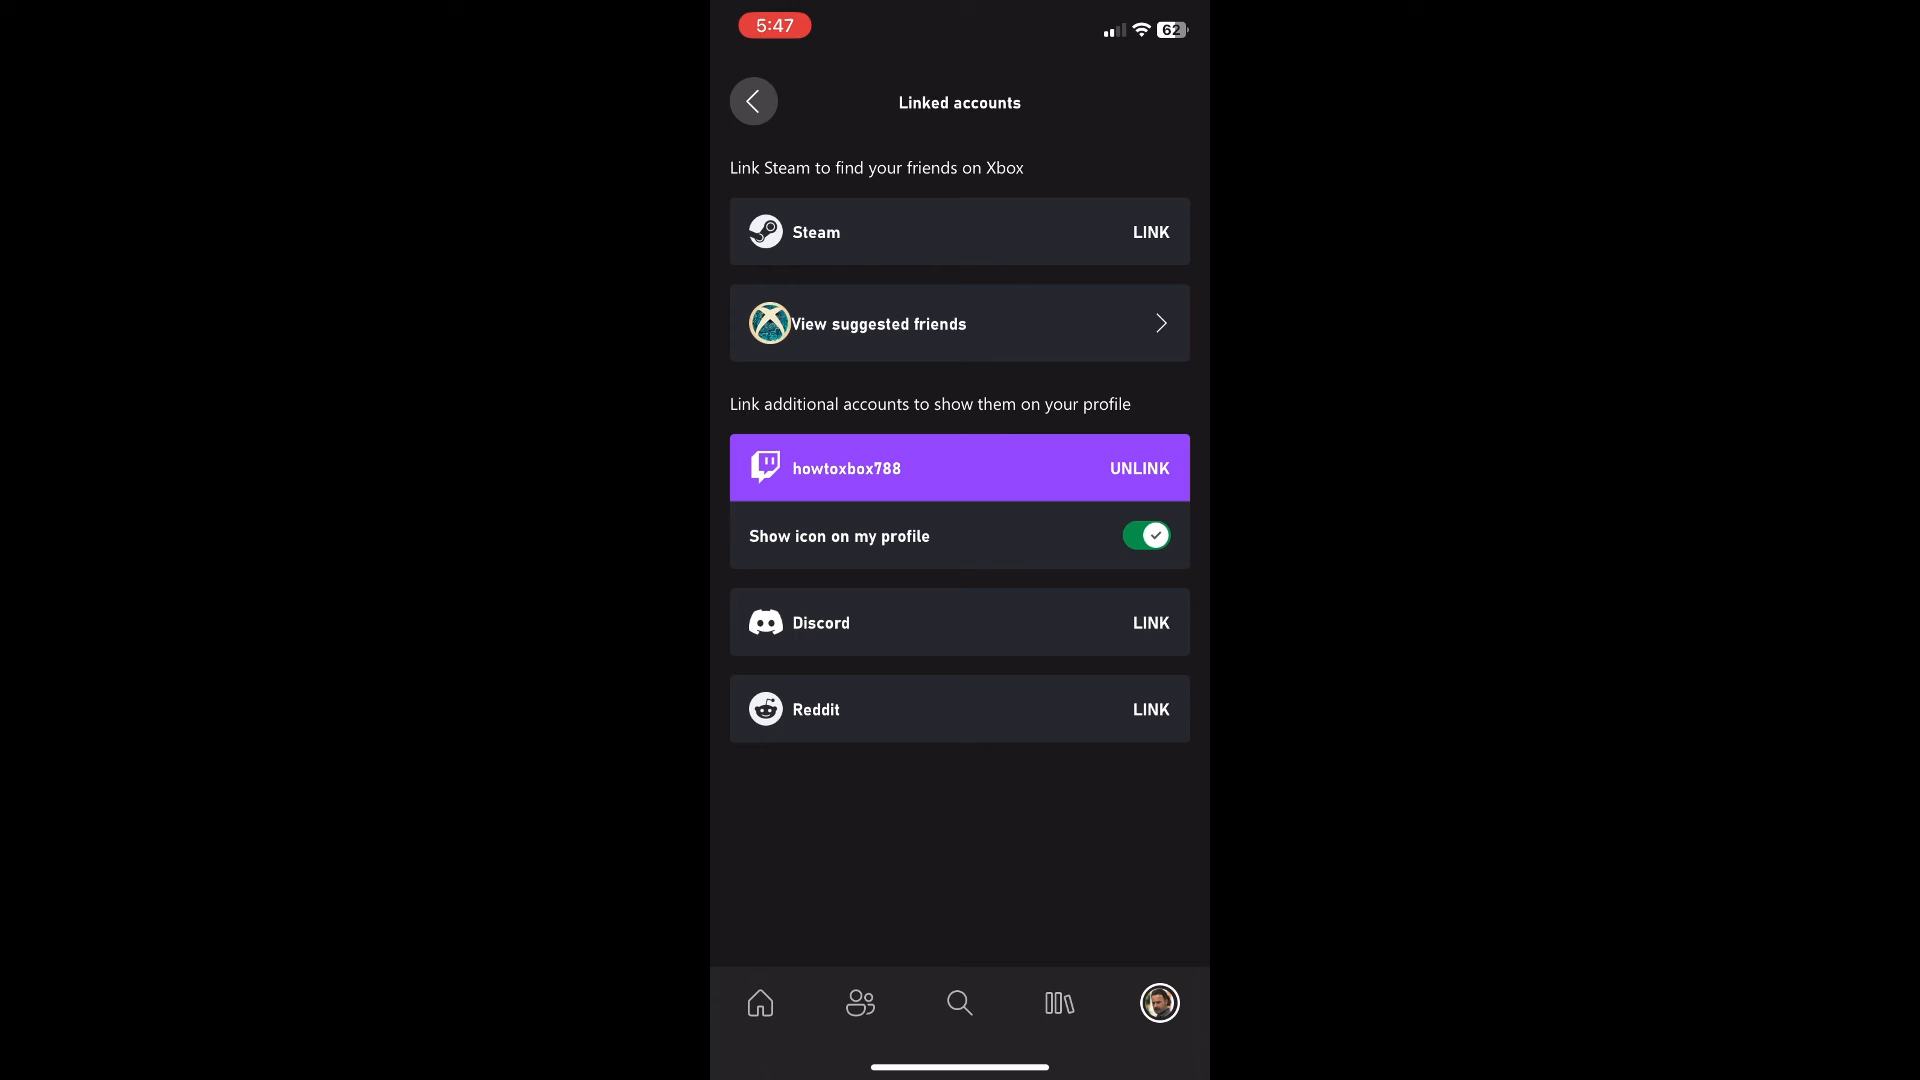 5:47
62
Linked accounts
Link Steam to find your friends on Xbox
Steam LINK
View suggested friends
Link additional accounts to show them on your profile
howtoxbox788 UNLINK
Show icon on my profile
Discord LINK
Reddit LINK